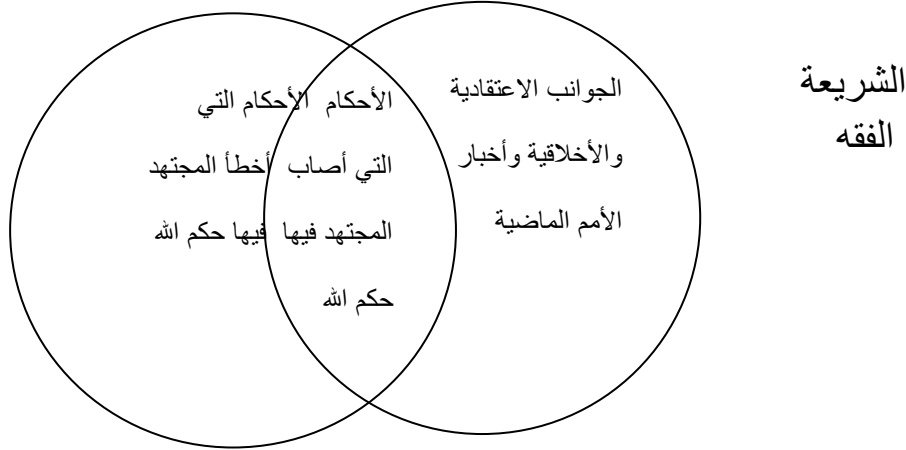 الشريعة
الفقه
الجوانب الاعتقادية
والأخلاقية وأخبار
الأمم الماضية
الأحكام
التي أصاب
المجتهد فيها
حكم الله
الأحكام التي
أخطأ المجتهد
فيها حكم الله